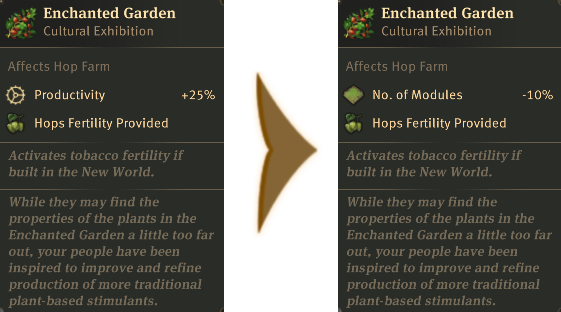 Enchanted Garden
Cultural Exhibition
Affects Hop Farm
Productivity +25%
Hops Fertility Provided
Activates tobacco fertility if
built in the New World.
While they may find the
properties of the plants in the
Enchanted Garden a little too far
out, your people have been
inspired to improve and refine
production of more traditional
plant-based stimulants.
Enchanted Garden
Cultural Exhibition
Affects Hop Farm
No. of Modules -10%
Hops Fertility Provided
Activates tobacco fertility if
built in the New World.
While they may find the
properties of the plants in the
Enchanted Garden a little too far
out, your people have been
inspired to improve and refine
production of more traditional
plant-based stimulants.